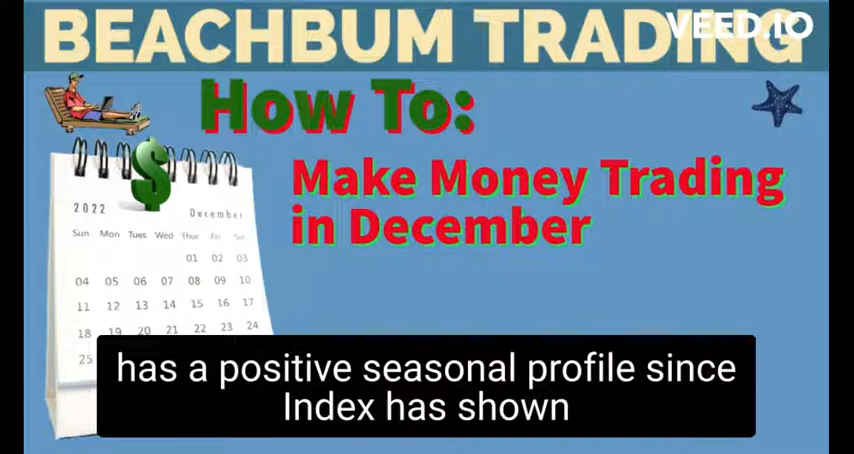 BEACHBUM TRADING
VEED.IO
How To:
Make Money Trading
in December
$
2022
December
Sun Mon Tues Wed Thur Fri Sat
01 02 03
04 05 06 07 08 09 10
11 12 13 14 15 16 17
18 19 20 21 22 23 24
25
has a positive seasonal profile since
Index has shown